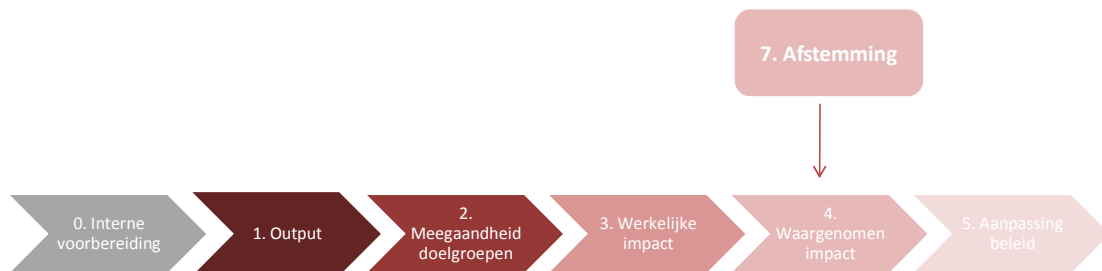 7. Afstemming
0. Interne
voorbereiding
1. Output
2.
Meegaandheid
doelgroepen
3. Werkelijke
impact
4.
Waargenomen
impact
5. Aanpassing
beleid